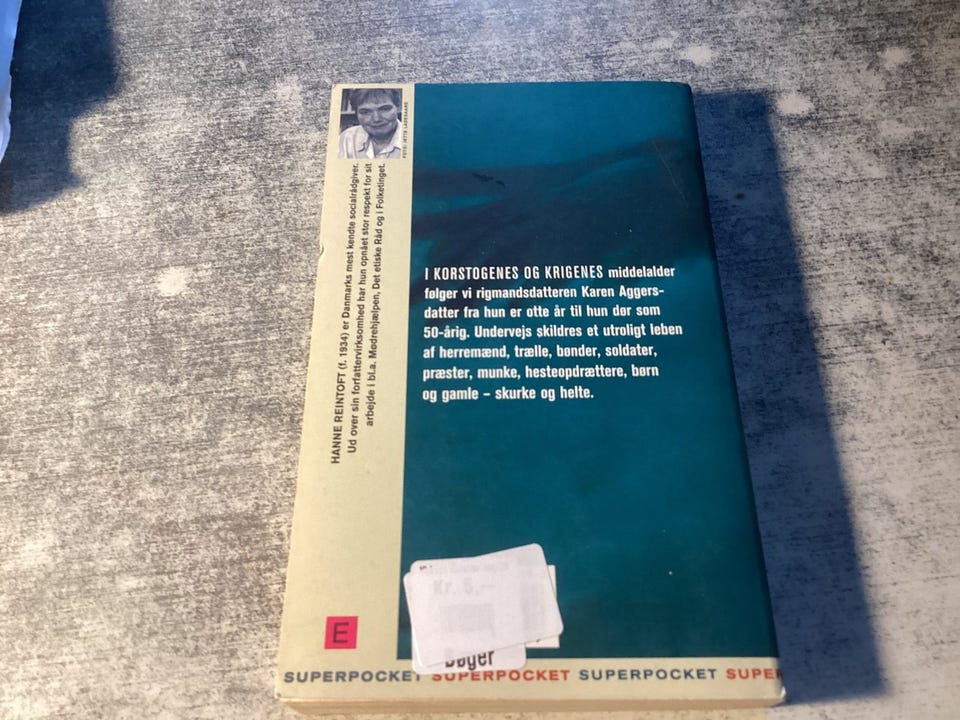 HANNE REINTOFT (f. 1934) er Danmarks mest kendte socialrådgiver.
Ud over sin forfattervirksomhed har hun opnået stor respekt for sit
arbejde i bl.a. Mødrehjælpen, Det etiske Råd og i Folketinget.
I KORSTOGENES OG KRIGENES middelalder
følger vi rigmandsdatteren Karen Aggers-
datter fra hun er otte år til hun dør som
50-årig. Undervejs skildres et utroligt leben
af herremænd, trælle, bønder, soldater,
præster, munke, hesteopdrættere, børn
og gamle – skurke og helte.
Kr. 5,--
Bøger
E
SUPERPOCKET SUPERPOCKET SUPERPOCKET SUPER